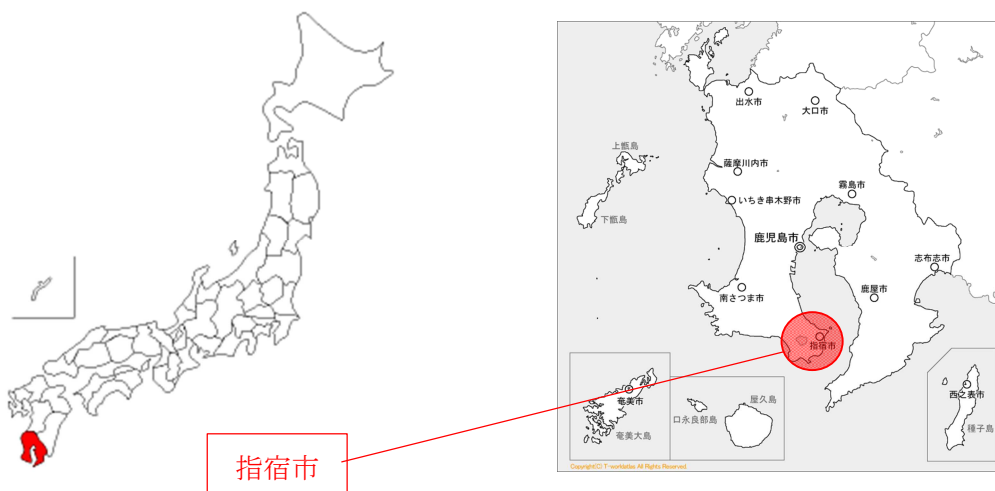 出水市
大口市
上甑島
薩摩川内市
霧島市
いちき串木野市
下甑島
鹿児島市
志布志市
南さつま市
鹿屋市
指宿市
西之表市
奄美市
屋久島
口永良部島
種子島
奄美大島
指宿市
Copyright(C) T-worldatlas All Rights Reserved.